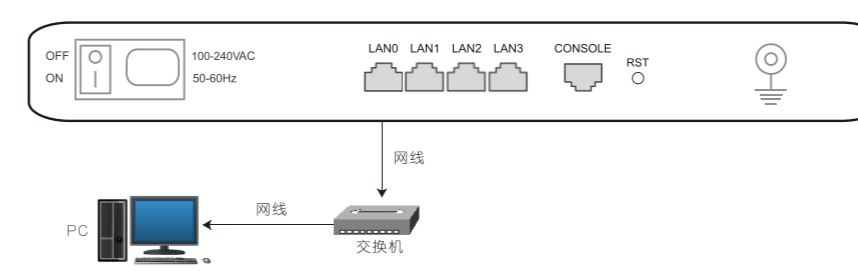 OFF
ON
100-240VAC
50-60Hz
LAN0 LAN1 LAN2 LAN3
CONSOLE
RST
网线
网线
PC
交换机